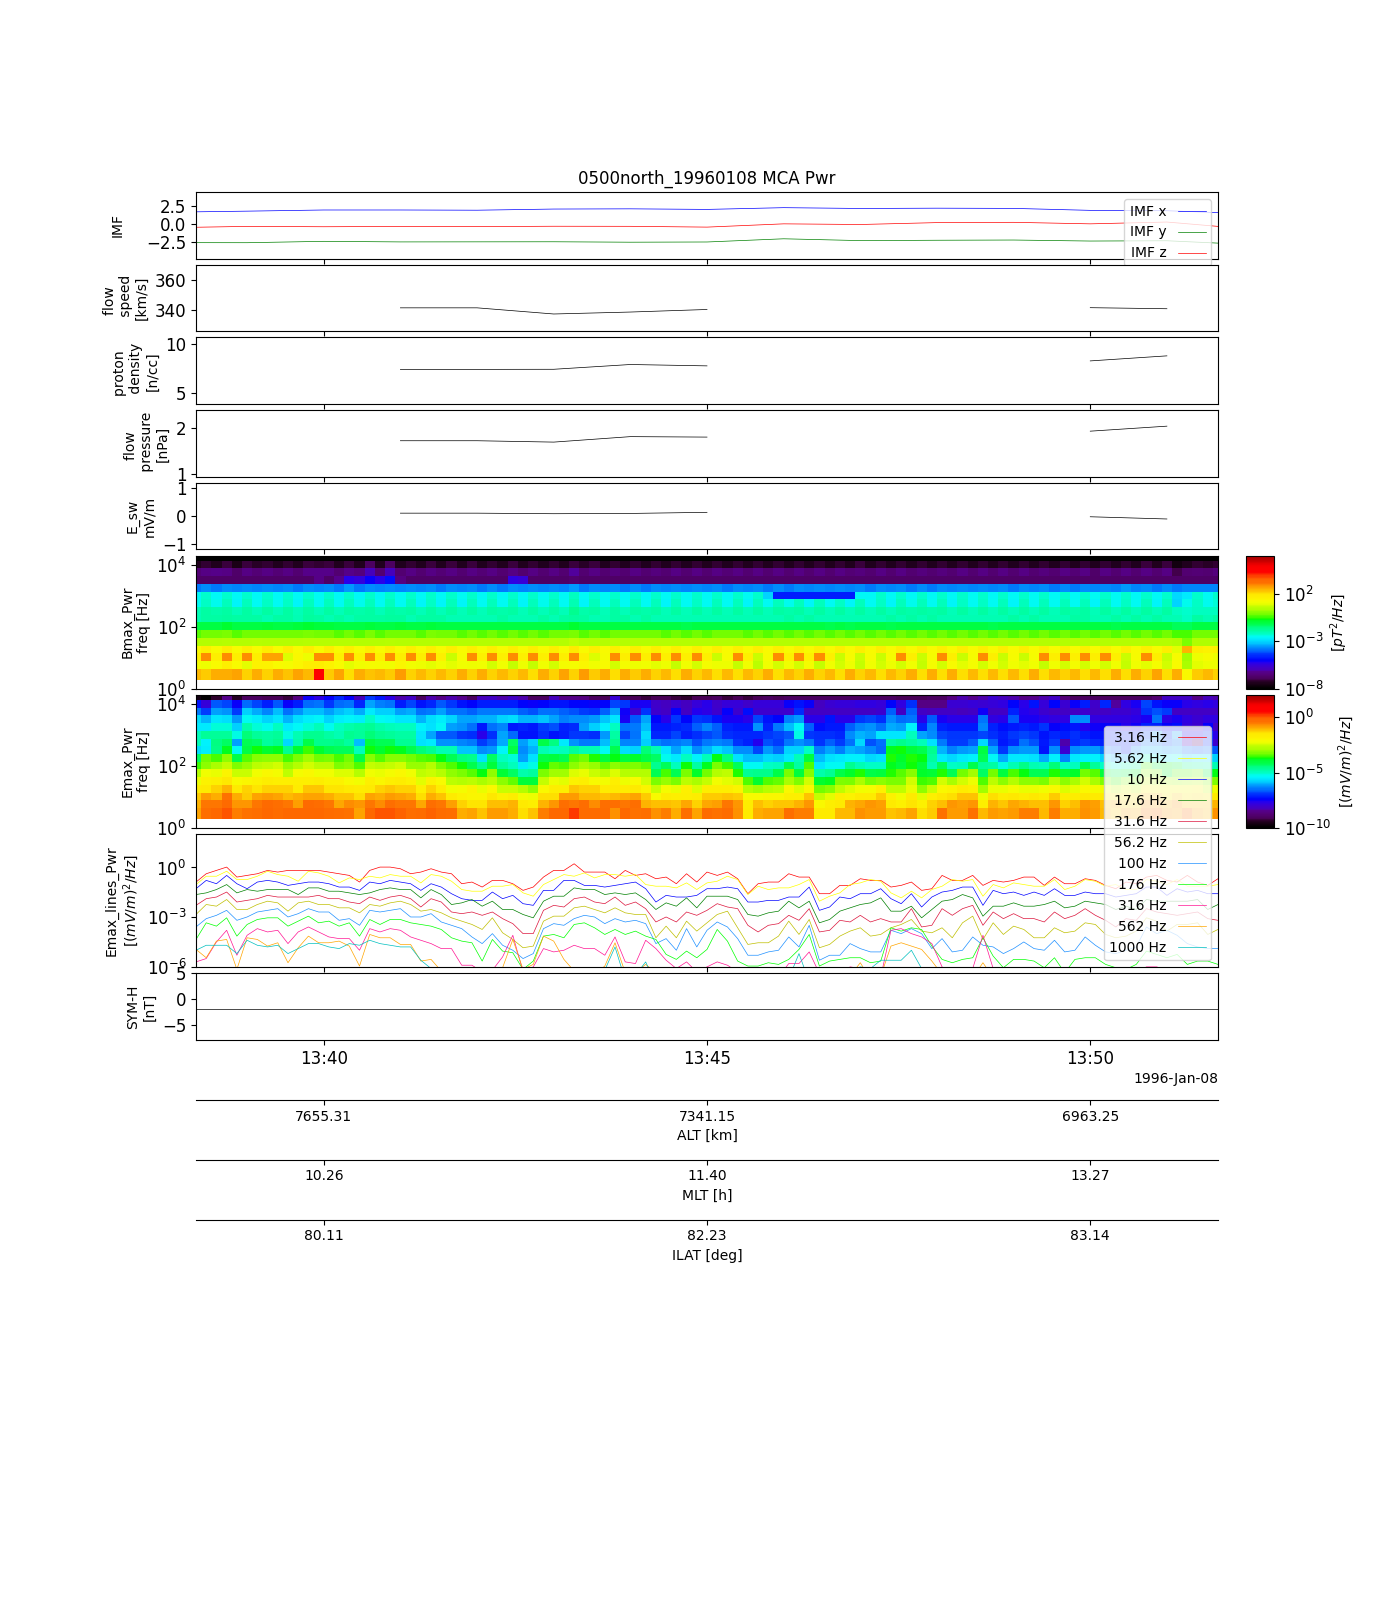 0500north_19960108 MCA Pwr
IMF
2.5
0.0
−2.5
IMF x
IMF y
IMF z
flow
speed
[km/s]
360
340
proton
density
[n/cc]
10
5
flow
pressure
[nPa]
2
1
E_sw
mV/m
1
0
−1
Bmax_Pwr
freq [Hz]
10^4
10^2
10^0
10^2
10^−3
10^−8
[pT^2/Hz]
Emax_Pwr
freq [Hz]
10^4
10^2
10^0
10^0
10^−5
10^−10
[(mV/m)^2/Hz]
3.16 Hz
5.62 Hz
10 Hz
17.6 Hz
31.6 Hz
56.2 Hz
100 Hz
176 Hz
316 Hz
562 Hz
1000 Hz
Emax_lines_Pwr
[(mV/m)^2/Hz]
10^0
10^−3
10^−6
SYM-H
[nT]
5
0
−5
13:40 13:45 13:50
1996-Jan-08
7655.31 7341.15 6963.25
ALT [km]
10.26 11.40 13.27
MLT [h]
80.11 82.23 83.14
ILAT [deg]